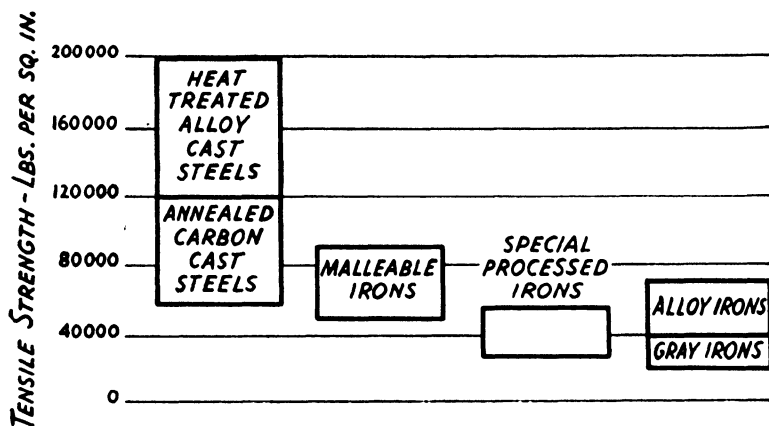 TENSILE STRENGTH - LBS. PER SQ. IN.
200000
160000
120000
80000
40000
0
HEAT
TREATED
ALLOY
CAST
STEELS
ANNEALED
CARBON
CAST
STEELS
MALLEABLE
IRONS
SPECIAL
PROCESSED
IRONS
ALLOY IRONS
GRAY IRONS